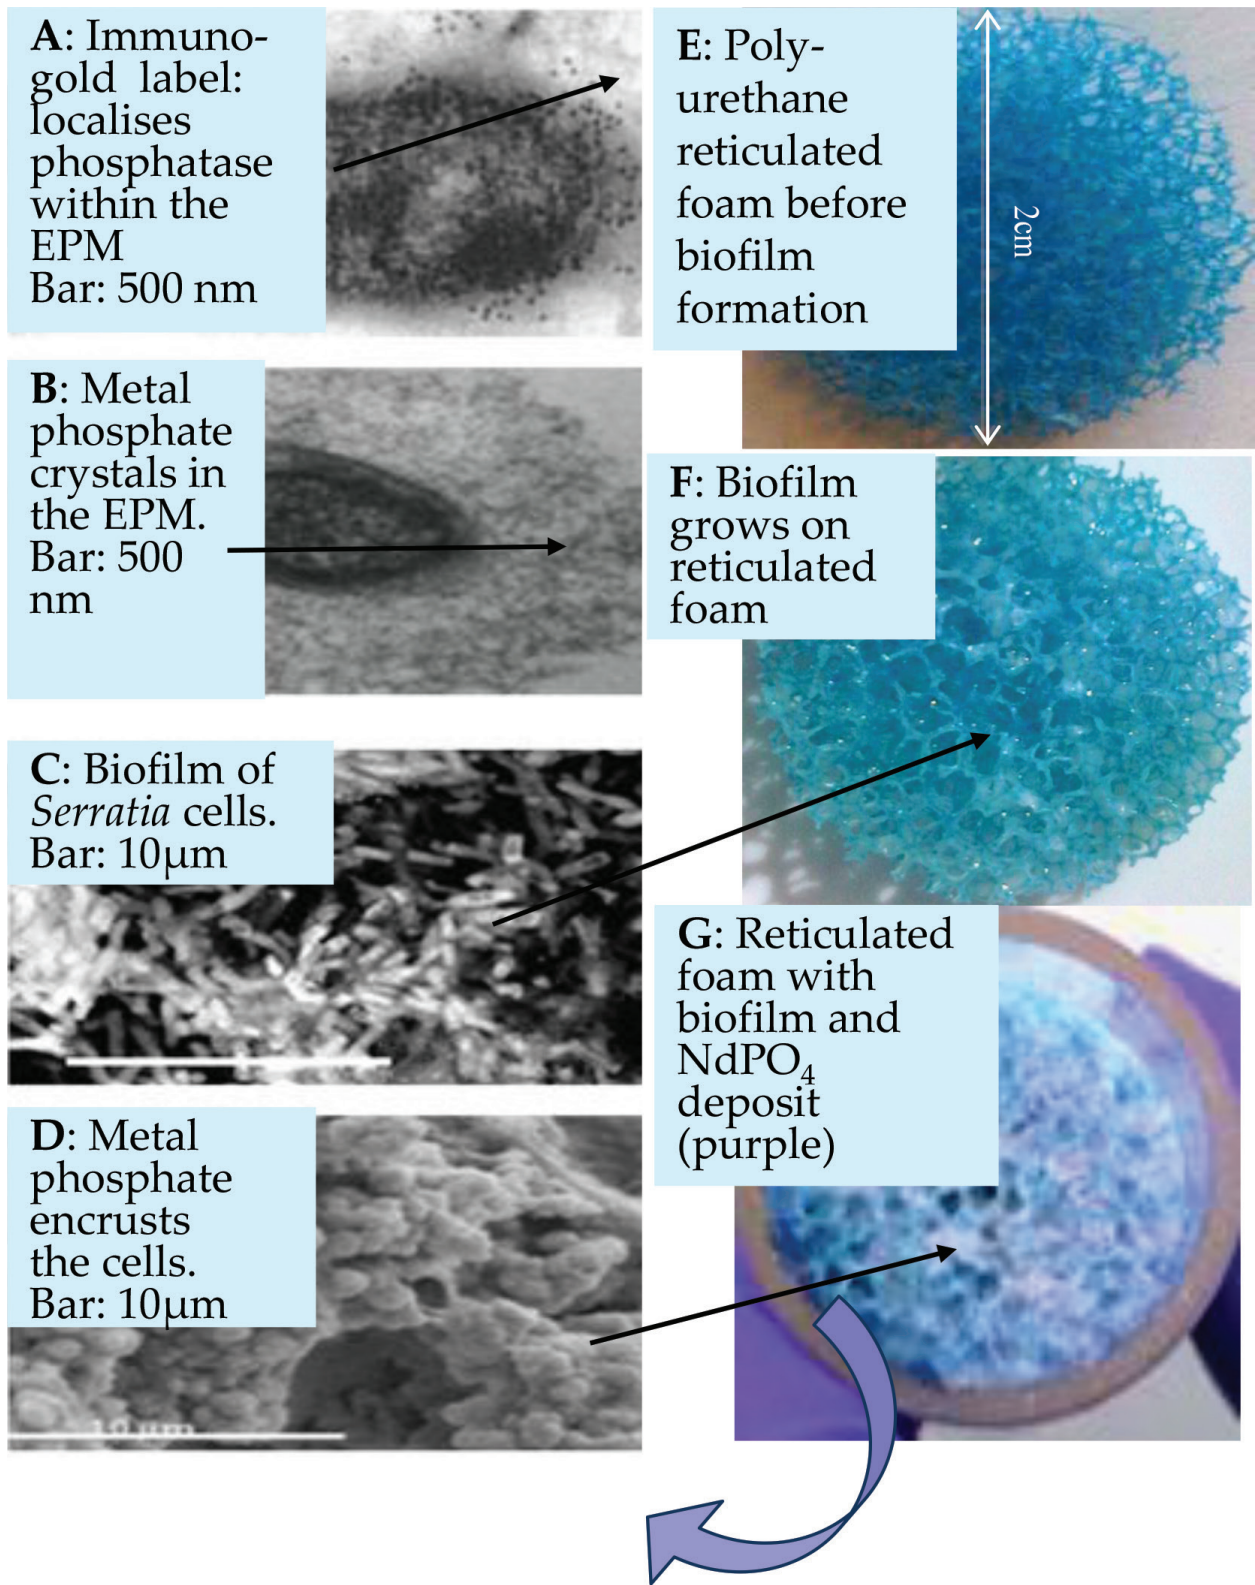 A: Immuno-
gold label:
localises
phosphatase
within the
EPM
Bar: 500 nm
B: Metal
phosphate
crystals in
the EPM.
Bar: 500
nm
C: Biofilm of
Serratia cells.
Bar: 10µm
D: Metal
phosphate
encrusts
the cells.
Bar: 10µm
10 µm
E: Poly-
urethane
reticulated
foam before
biofilm
formation
2cm
F: Biofilm
grows on
reticulated
foam
G: Reticulated
foam with
biofilm and
NdPO₄
deposit
(purple)